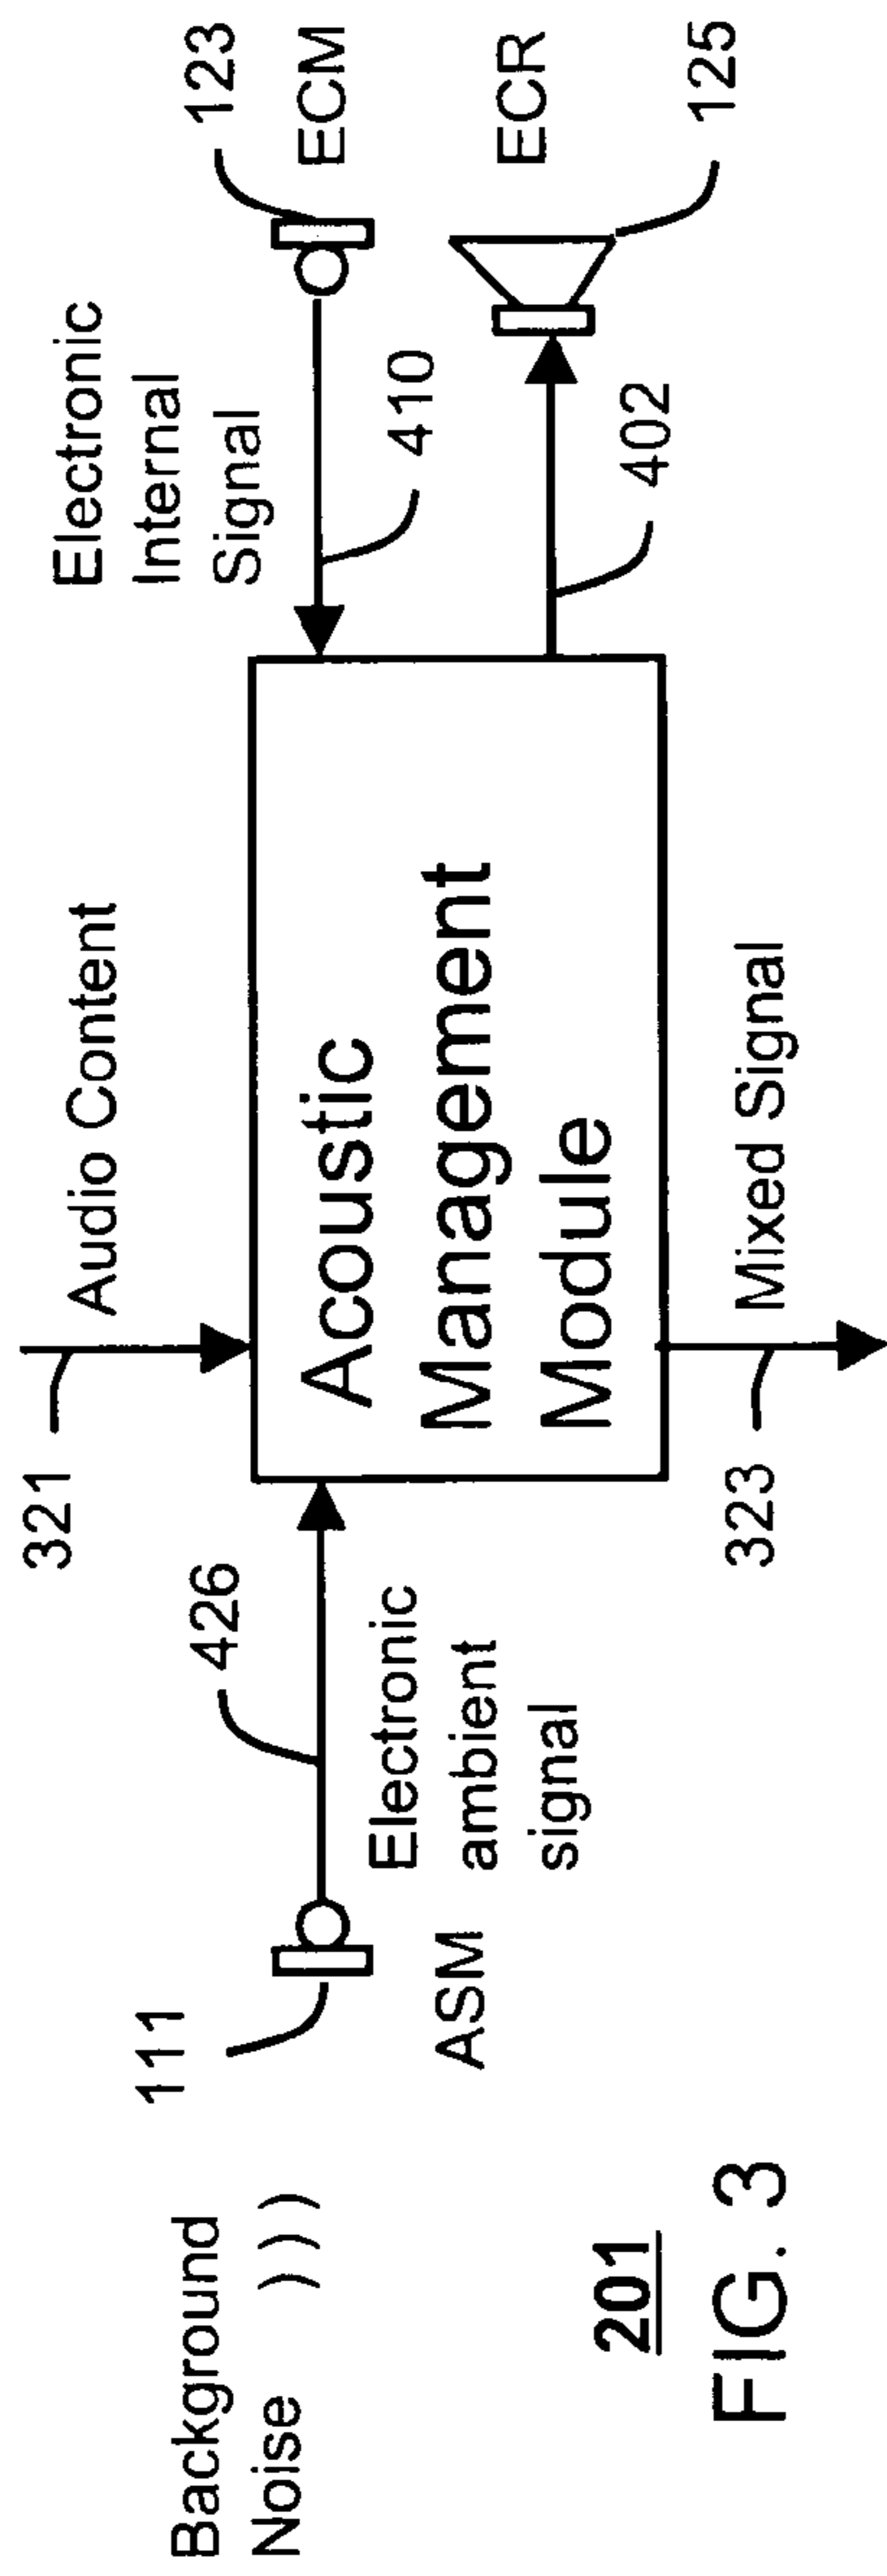 321
Audio Content
Background
Noise
111
ASM
426
Electronic
ambient
signal
Acoustic
Management
Module
Electronic
Internal
Signal
410
123
ECM
ECR
402
125
323
Mixed Signal
201
FIG. 3